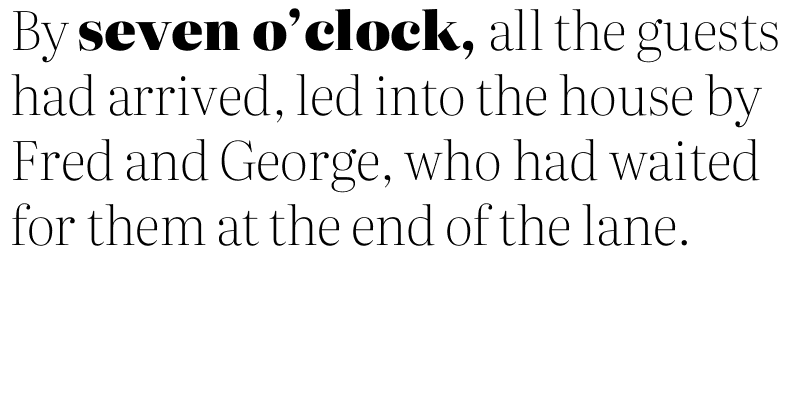 By seven o’clock, all the guests
had arrived, led into the house by
Fred and George, who had waited
for them at the end of the lane.